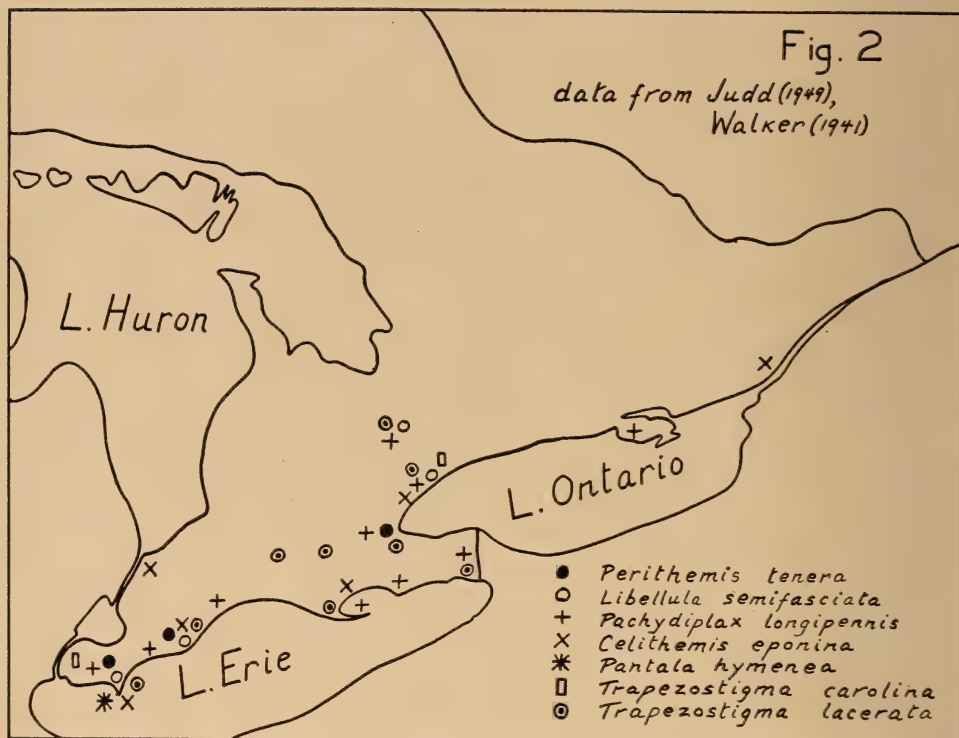 Fig. 2
data from Judd (1949),
Walker (1941)
L. Huron
L. Ontario
L. Erie
Perithemis tenera
Libellula semifasciata
Pachydiplax longipennis
Celithemis eponina
Pantala hymenea
Trapezostigma carolina
Trapezostigma lacerata